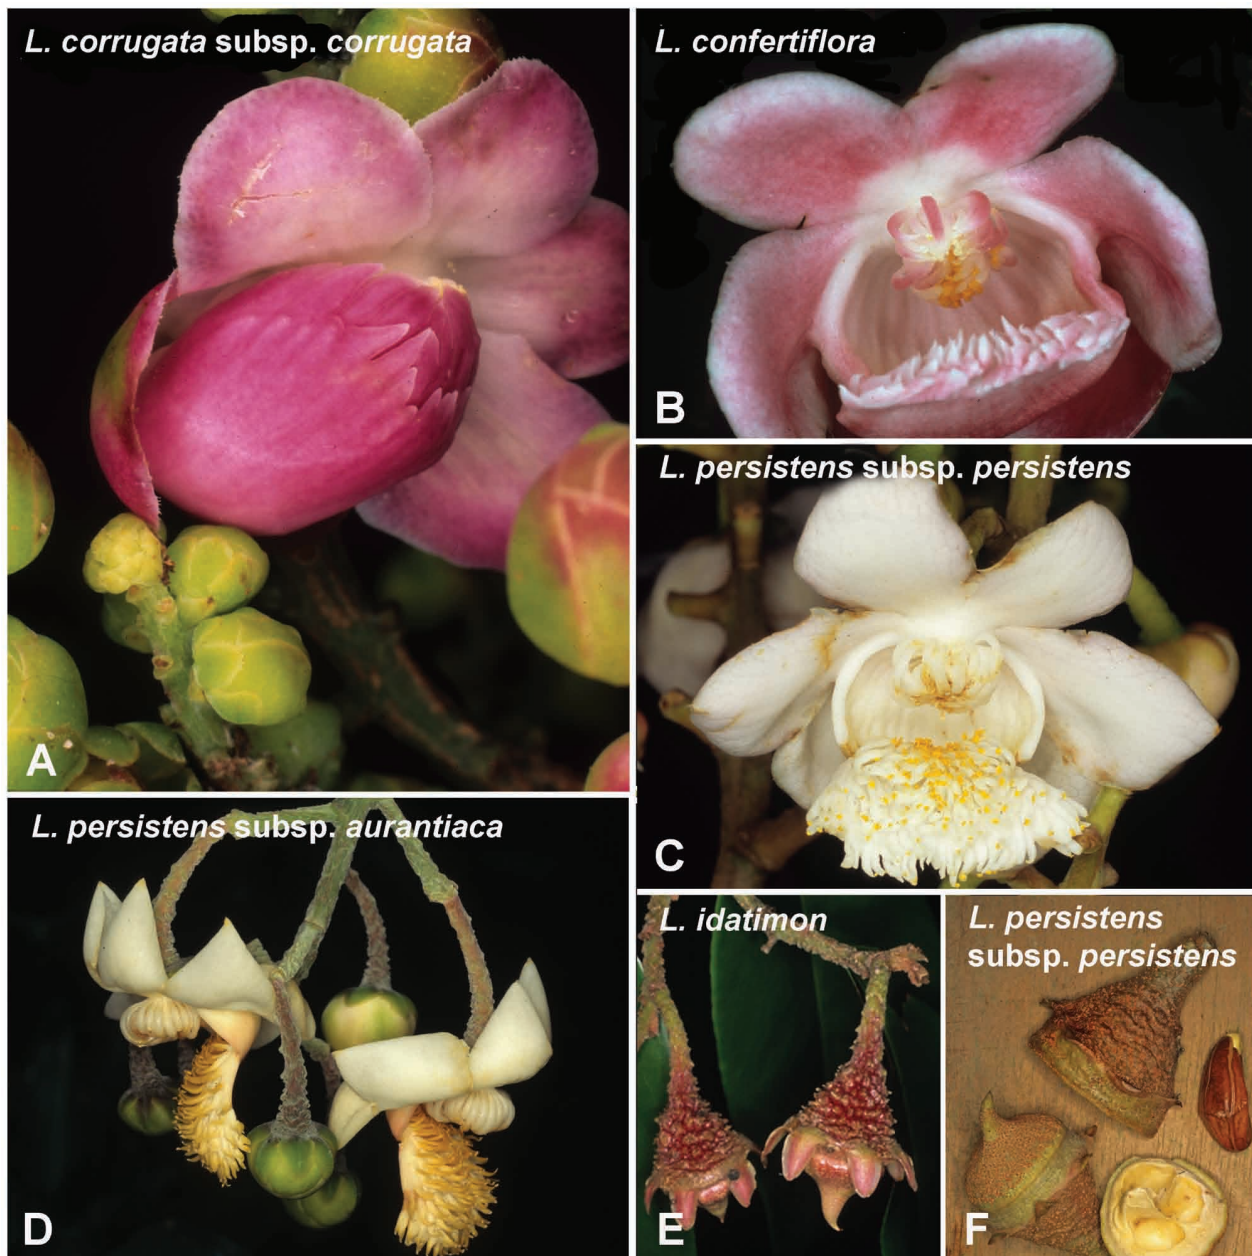 L. corrugata subsp. corrugata
A
L. confertiflora
B
L. persistens subsp. persistens
C
L. persistens subsp. aurantiaca
D
L. idatimon
E
L. persistens
subsp. persistens
F